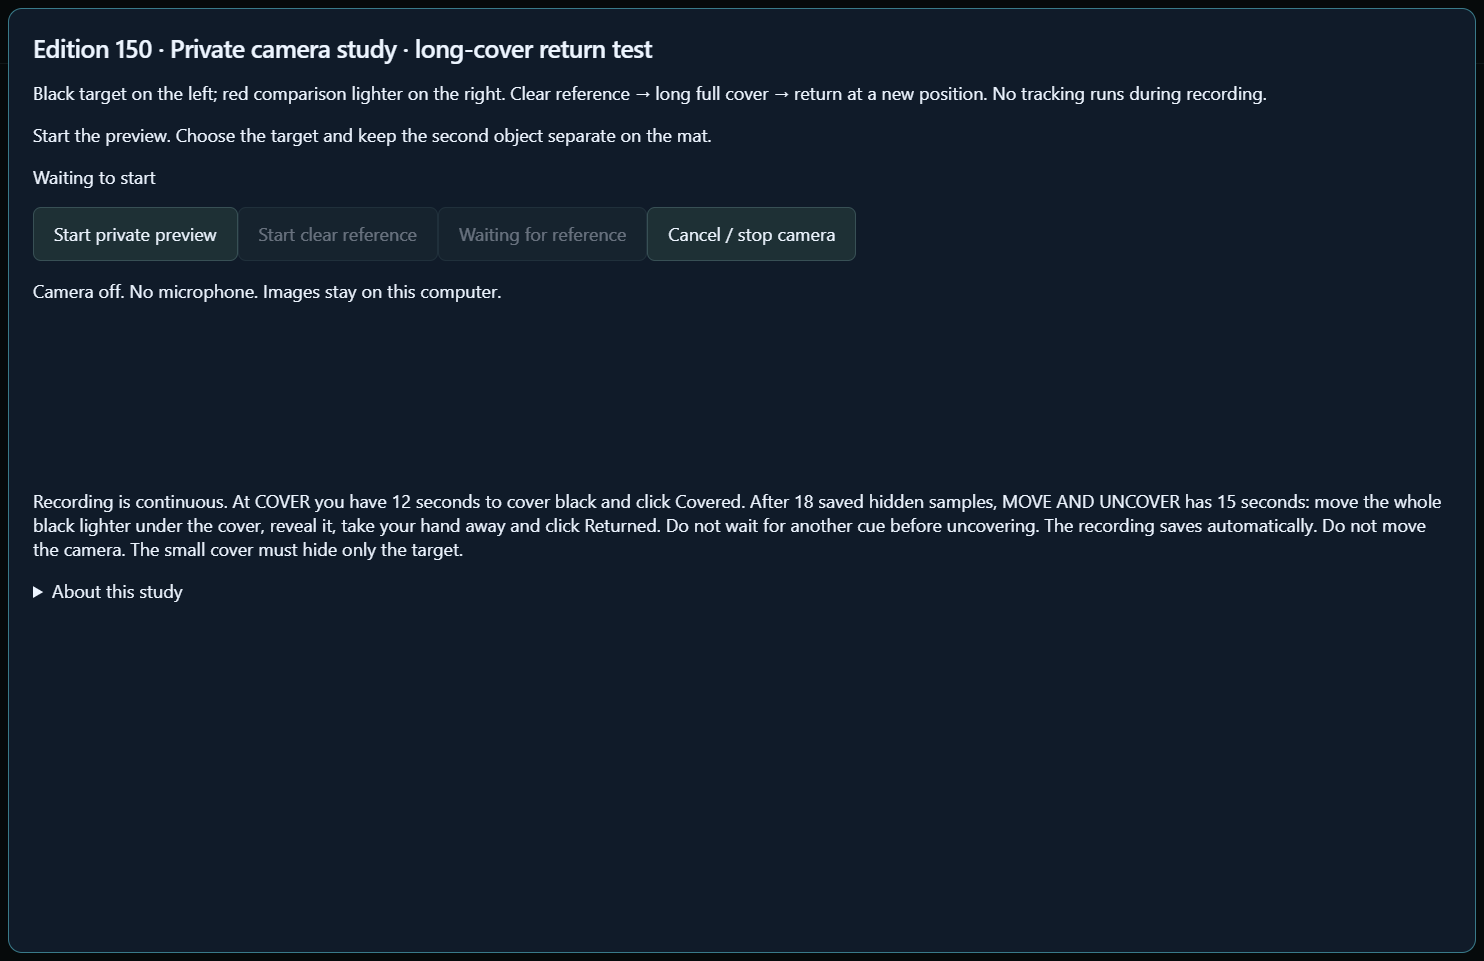 Edition 150 · Private camera study · long-cover return test
Black target on the left; red comparison lighter on the right. Clear reference → long full cover → return at a new position. No tracking runs during recording.
Start the preview. Choose the target and keep the second object separate on the mat.
Waiting to start
Start private preview
Start clear reference
Waiting for reference
Cancel / stop camera
Camera off. No microphone. Images stay on this computer.
Recording is continuous. At COVER you have 12 seconds to cover black and click Covered. After 18 saved hidden samples, MOVE AND UNCOVER has 15 seconds: move the whole
black lighter under the cover, reveal it, take your hand away and click Returned. Do not wait for another cue before uncovering. The recording saves automatically. Do not move
the camera. The small cover must hide only the target.
About this study